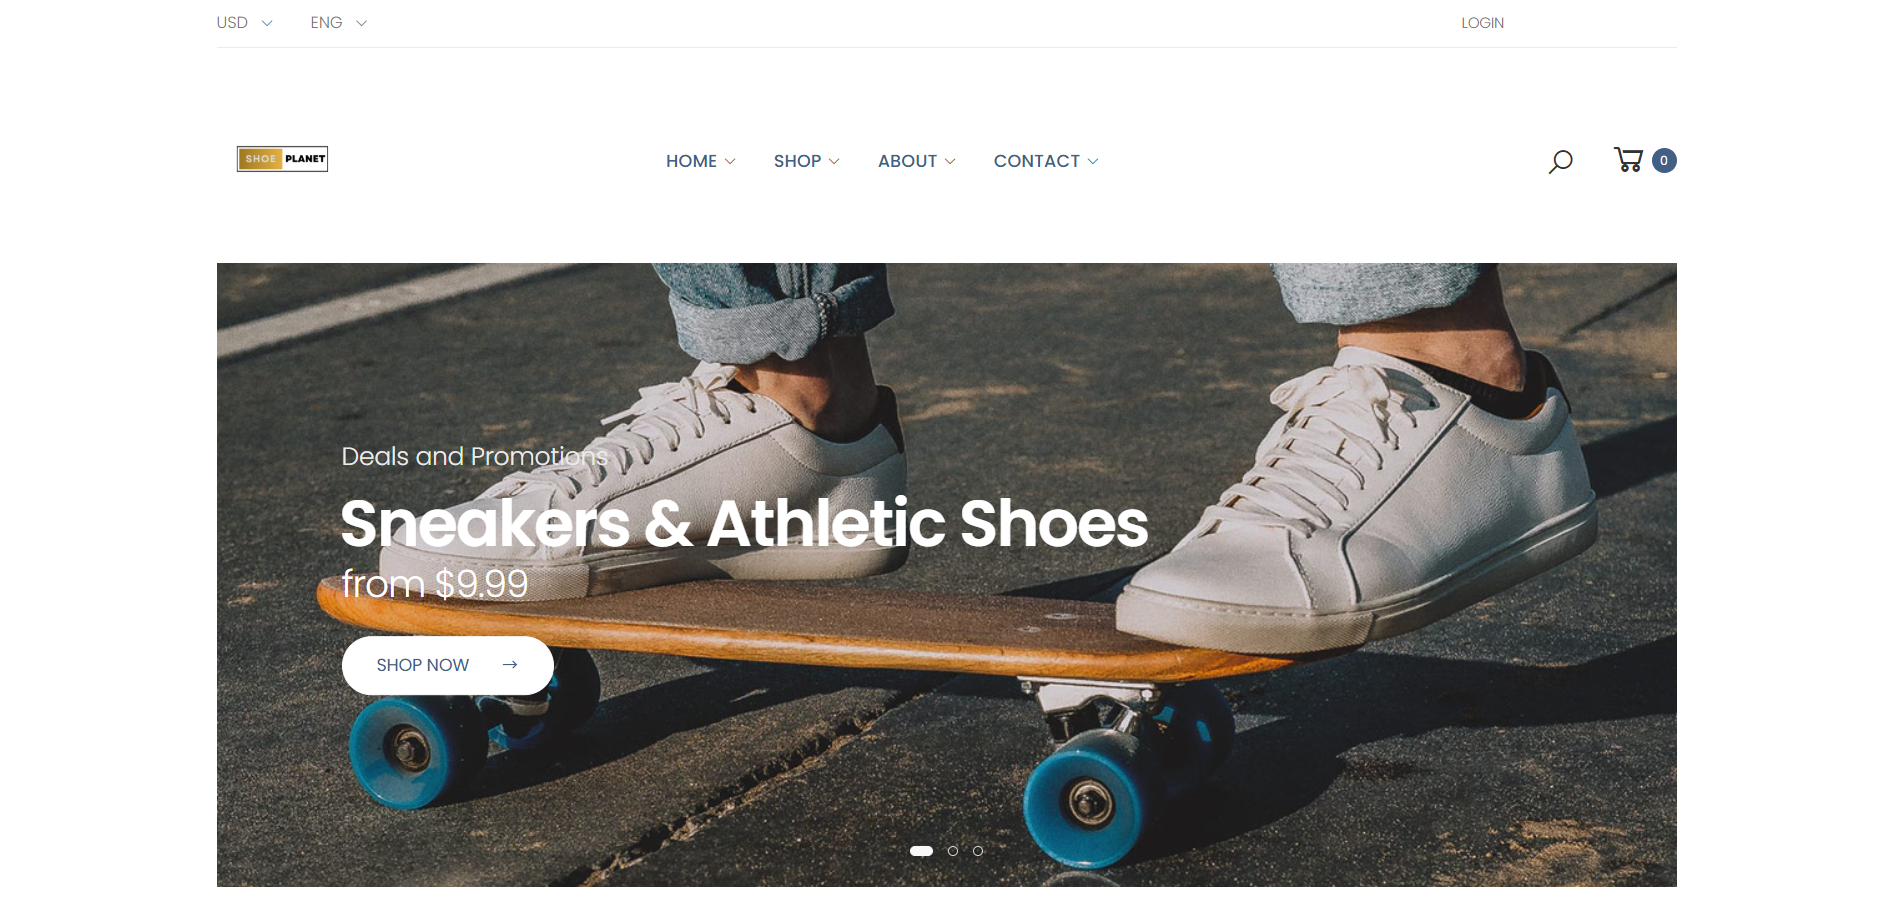 USD ENG LOGIN
SHOE PLANET HOME SHOP ABOUT CONTACT 0
Deals and Promotions
Sneakers & Athletic Shoes
from $9.99
SHOP NOW